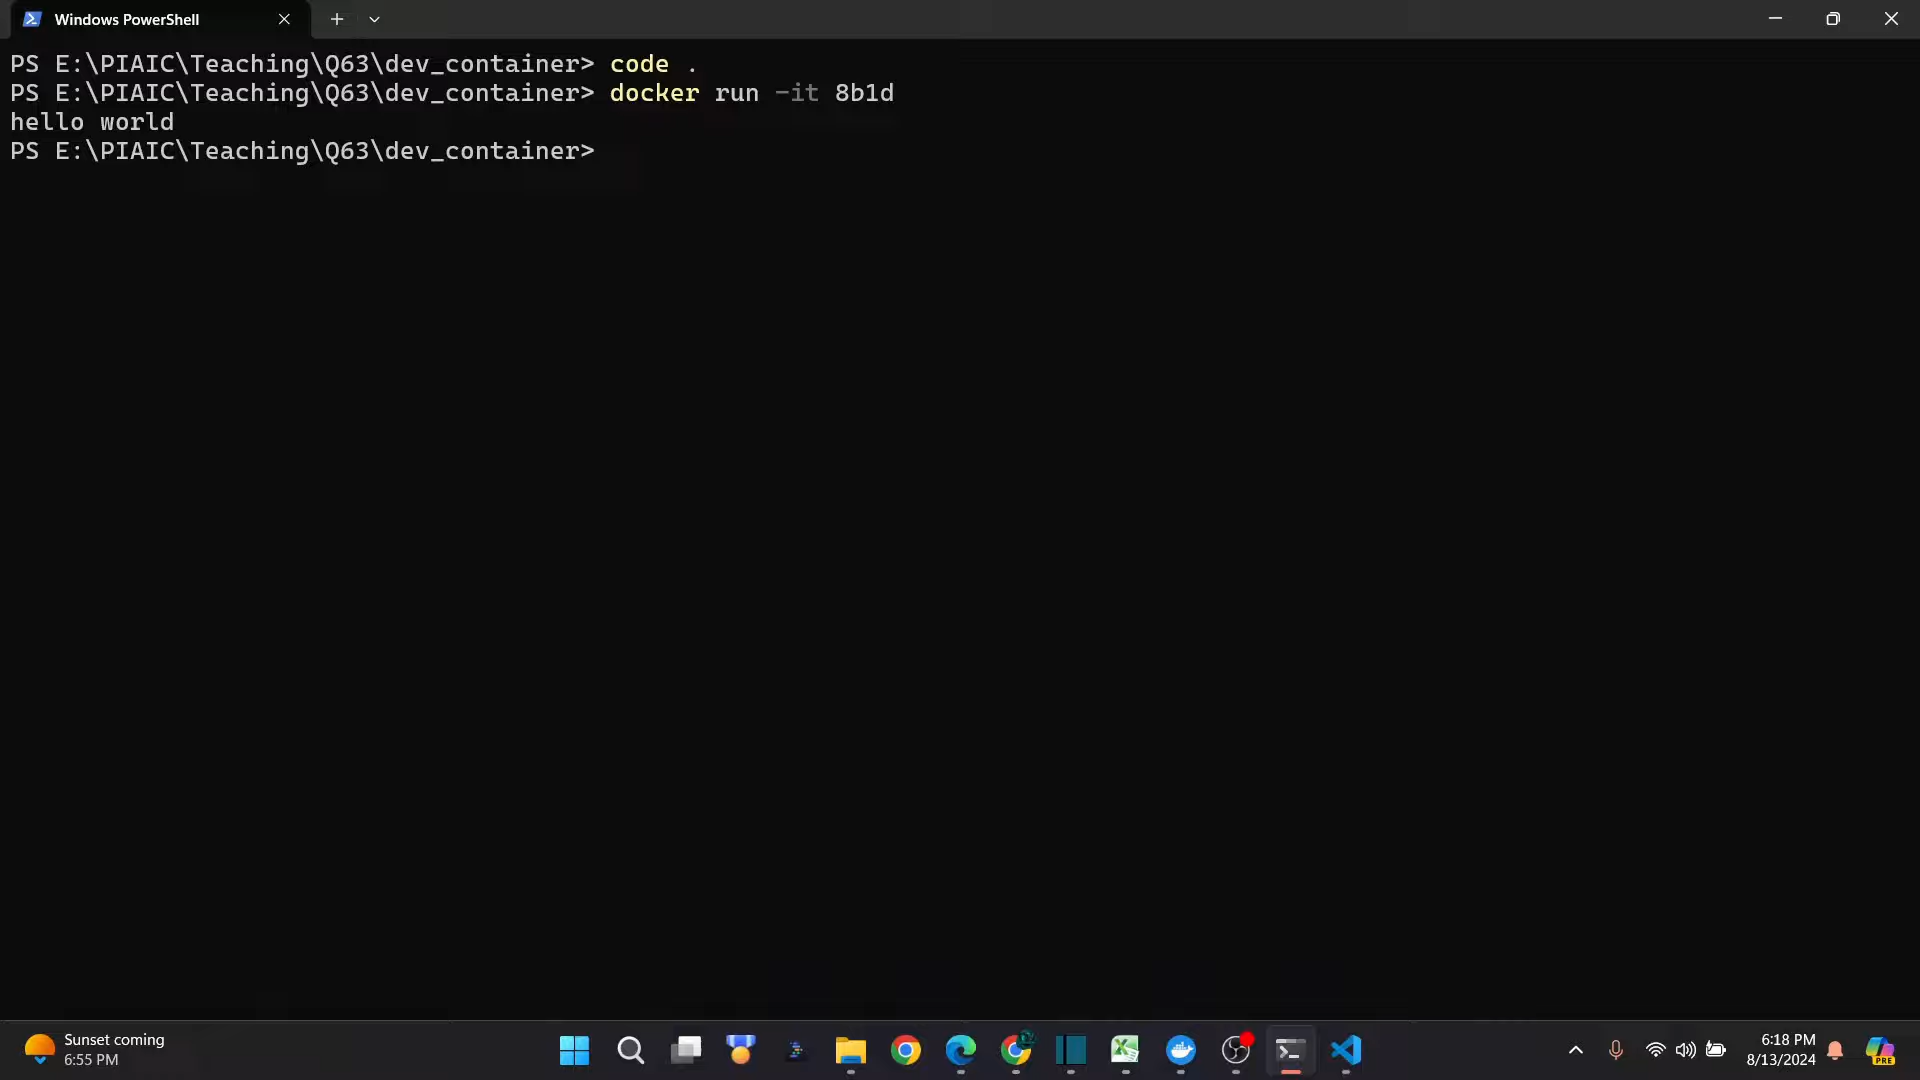 Windows PowerShell
PS E:\PIAIC\Teaching\Q63\dev_container> code .
PS E:\PIAIC\Teaching\Q63\dev_container> docker run -it 8b1d
hello world
PS E:\PIAIC\Teaching\Q63\dev_container>
Sunset coming
6:55 PM
6:18 PM
8/13/2024
PRE